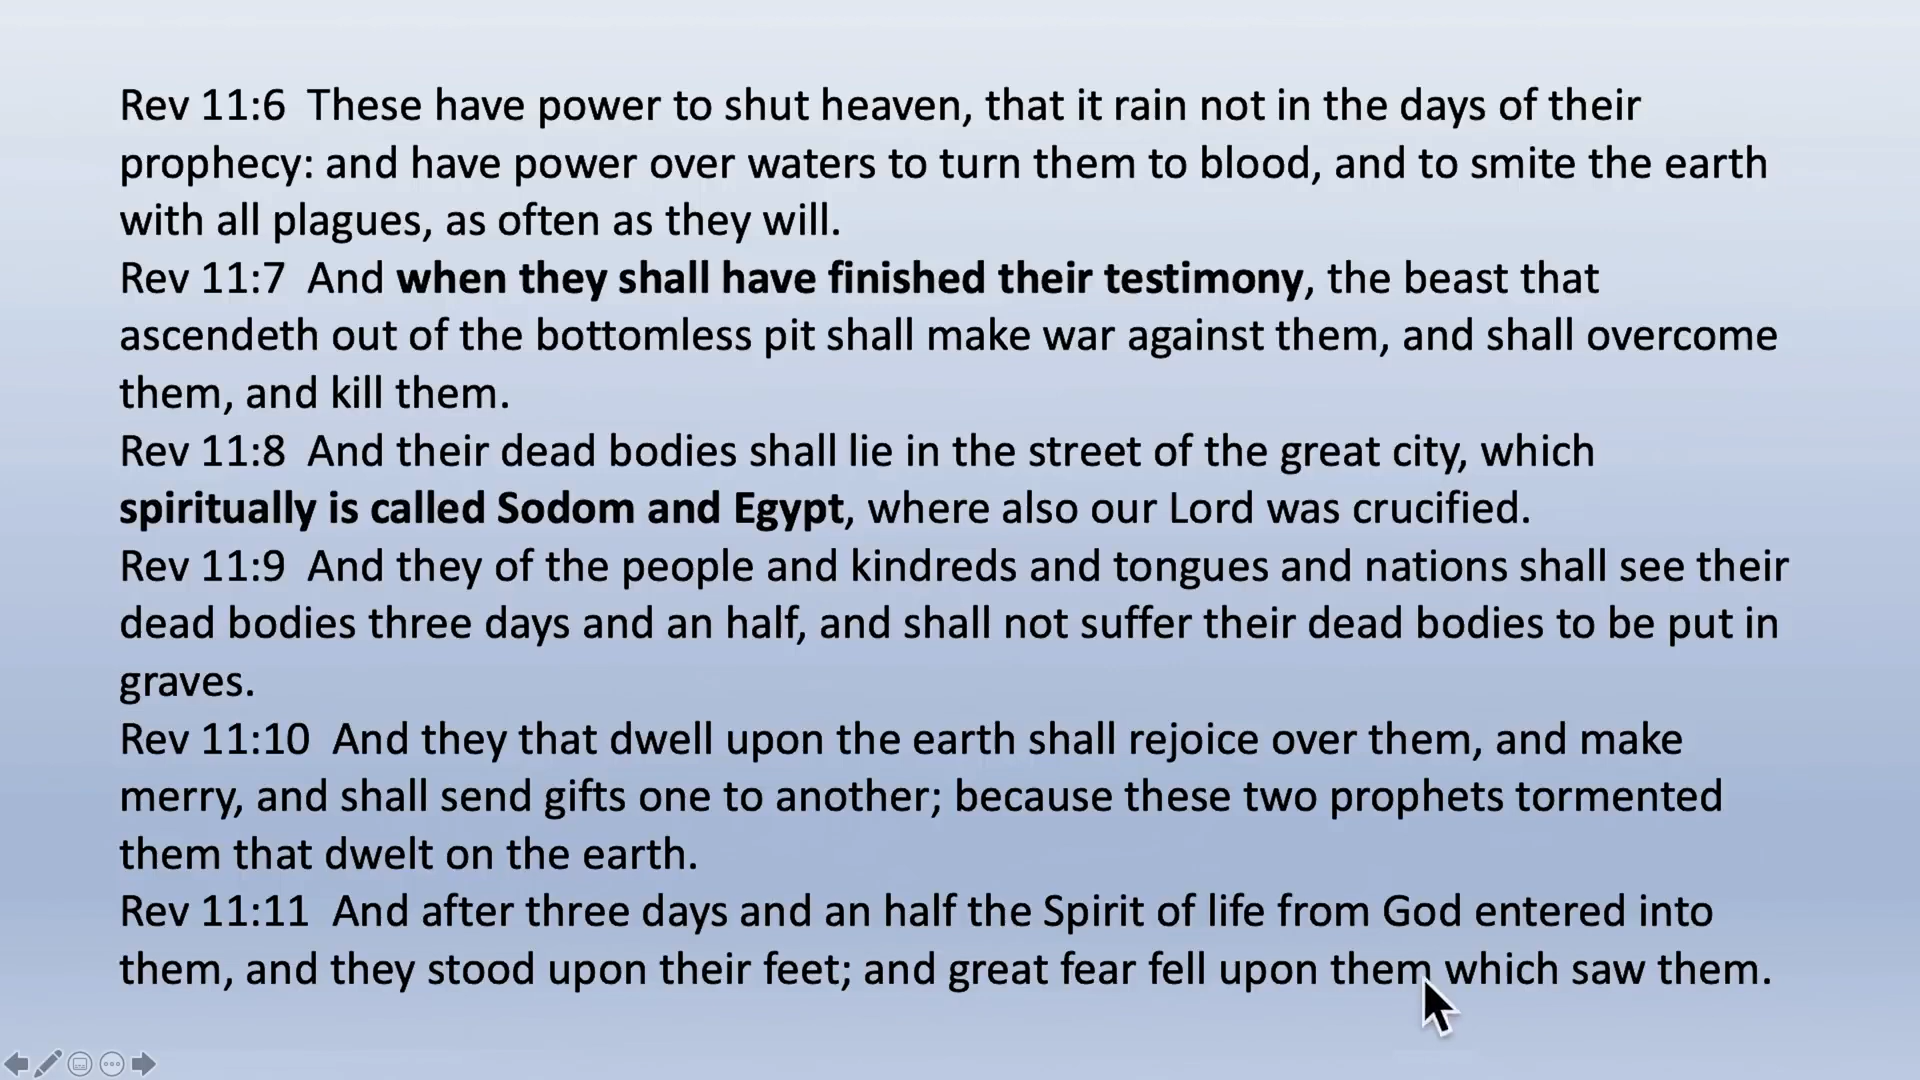 Rev 11:6  These have power to shut heaven, that it rain not in the days of their
prophecy: and have power over waters to turn them to blood, and to smite the earth
with all plagues, as often as they will.
Rev 11:7  And when they shall have finished their testimony, the beast that
ascendeth out of the bottomless pit shall make war against them, and shall overcome
them, and kill them.
Rev 11:8  And their dead bodies shall lie in the street of the great city, which
spiritually is called Sodom and Egypt, where also our Lord was crucified.
Rev 11:9  And they of the people and kindreds and tongues and nations shall see their
dead bodies three days and an half, and shall not suffer their dead bodies to be put in
graves.
Rev 11:10  And they that dwell upon the earth shall rejoice over them, and make
merry, and shall send gifts one to another; because these two prophets tormented
them that dwelt on the earth.
Rev 11:11  And after three days and an half the Spirit of life from God entered into
them, and they stood upon their feet; and great fear fell upon them which saw them.